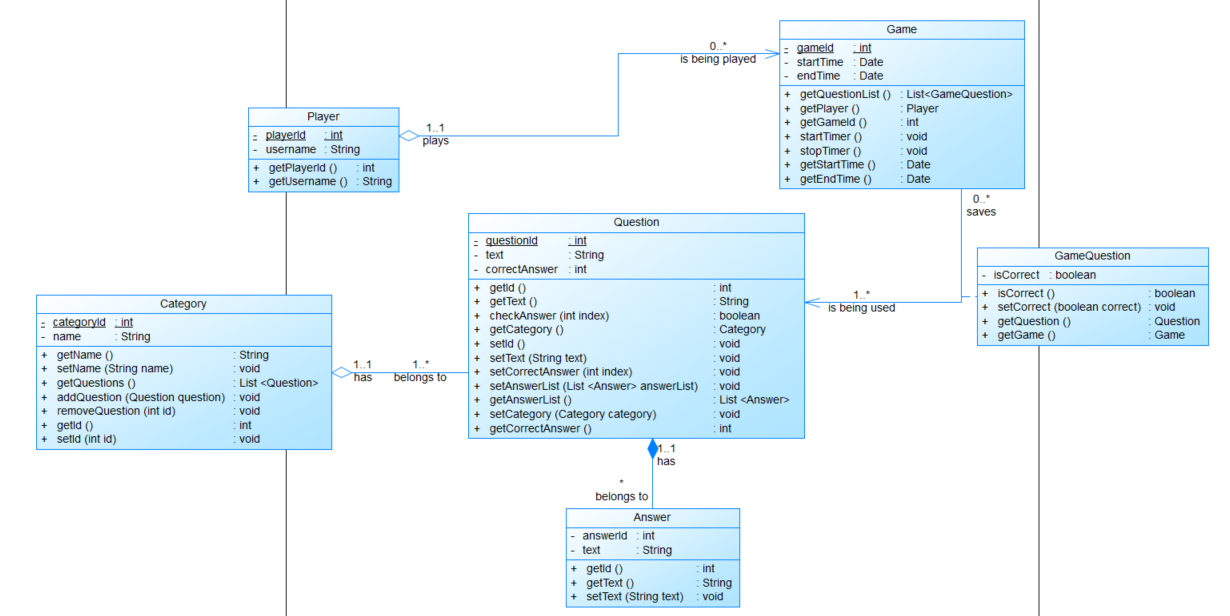 Game
- gameId : int
- startTime : Date
- endTime : Date
+ getQuestionList () : List<GameQuestion>
+ getPlayer () : Player
+ getGameId () : int
+ startTimer () : void
+ stopTimer () : void
+ getStartTime () : Date
+ getEndTime () : Date
0..*
is being played
Player
- playerId : int
- username : String
+ getPlayerId () : int
+ getUsername () : String
1..1
plays
0..*
saves
Question
- questionId : int
- text : String
- correctAnswer : int
+ getId () : int
+ getText () : String
+ checkAnswer (int index) : boolean
+ getCategory () : Category
+ setId () : void
+ setText (String text) : void
+ setCorrectAnswer (int index) : void
+ setAnswerList (List <Answer> answerList) : void
+ getAnswerList () : List <Answer>
+ setCategory (Category category) : void
+ getCorrectAnswer () : int
1..*
is being used
GameQuestion
- isCorrect : boolean
+ isCorrect () : boolean
+ setCorrect (boolean correct) : void
+ getQuestion () : Question
+ getGame () : Game
Category
- categoryId : int
- name : String
+ getName () : String
+ setName (String name) : void
+ getQuestions () : List <Question>
+ addQuestion (Question question) : void
+ removeQuestion (int id) : void
+ getId () : int
+ setId (int id) : void
1..1
has
1..*
belongs to
1..1
has
*
belongs to
Answer
- answerId : int
- text : String
+ getId () : int
+ getText () : String
+ setText (String text) : void